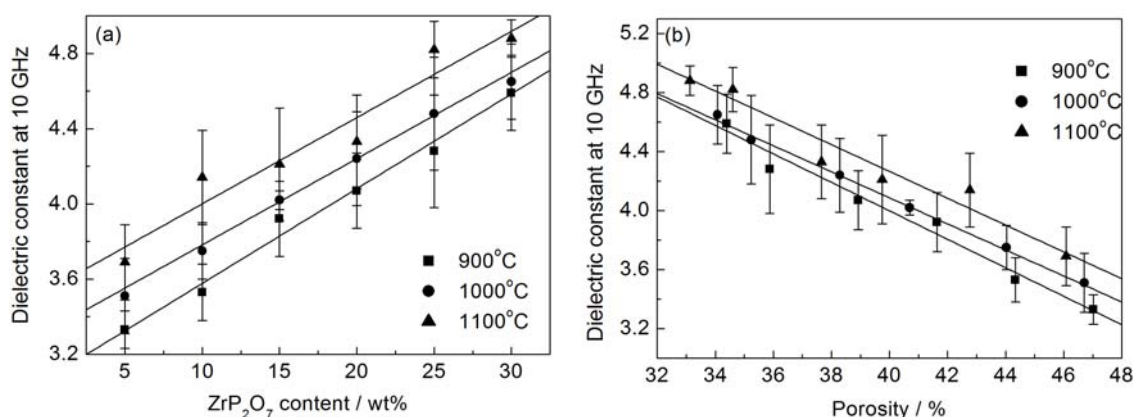 (a)
Dielectric constant at 10 GHz
4.8
4.4
4.0
3.6
3.2
900°C
1000°C
1100°C
5 10 15 20 25 30
ZrP₂O₇ content / wt%
(b)
Dielectric constant at 10 GHz
5.2
4.8
4.4
4.0
3.6
3.2
900°C
1000°C
1100°C
32 34 36 38 40 42 44 46 48
Porosity / %